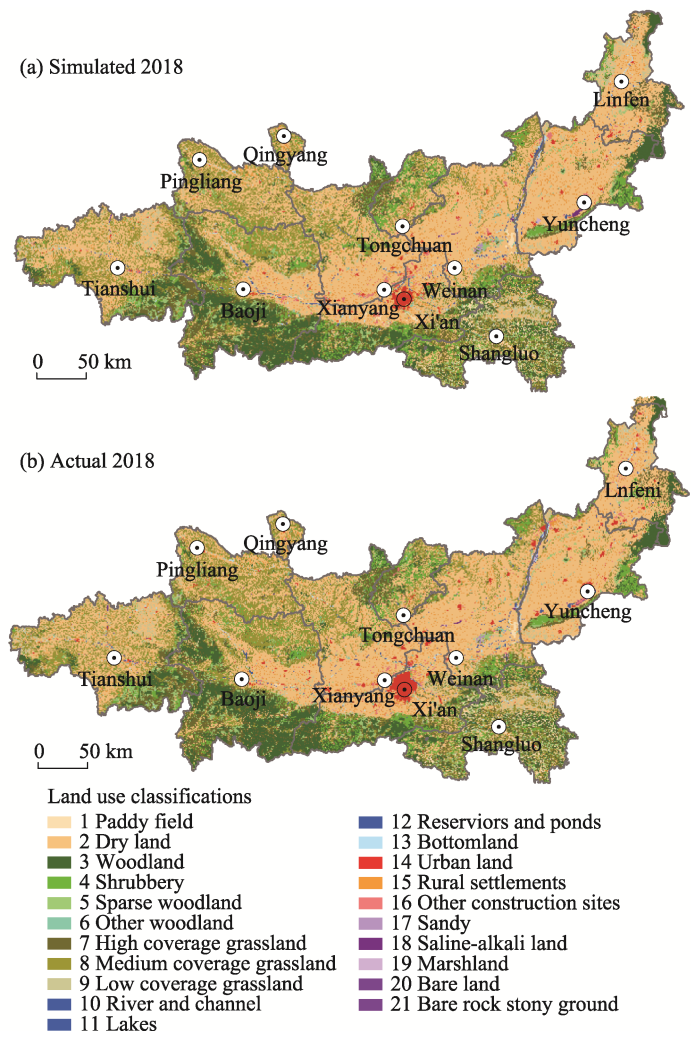 (a) Simulated 2018
Linfen
Qingyang
Pingliang
Yuncheng
Tongchuan
Tianshui
Baoji
Xianyang
Weinan
Xi'an
Shangluo
0 50 km
(b) Actual 2018
Lnfeni
Qingyang
Pingliang
Yuncheng
Tongchuan
Tianshui
Baoji
Xianyang
Weinan
Xi'an
Shangluo
0 50 km
Land use classifications
1 Paddy field
2 Dry land
3 Woodland
4 Shrubbery
5 Sparse woodland
6 Other woodland
7 High coverage grassland
8 Medium coverage grassland
9 Low coverage grassland
10 River and channel
11 Lakes
12 Reserviors and ponds
13 Bottomland
14 Urban land
15 Rural settlements
16 Other construction sites
17 Sandy
18 Saline-alkali land
19 Marshland
20 Bare land
21 Bare rock stony ground